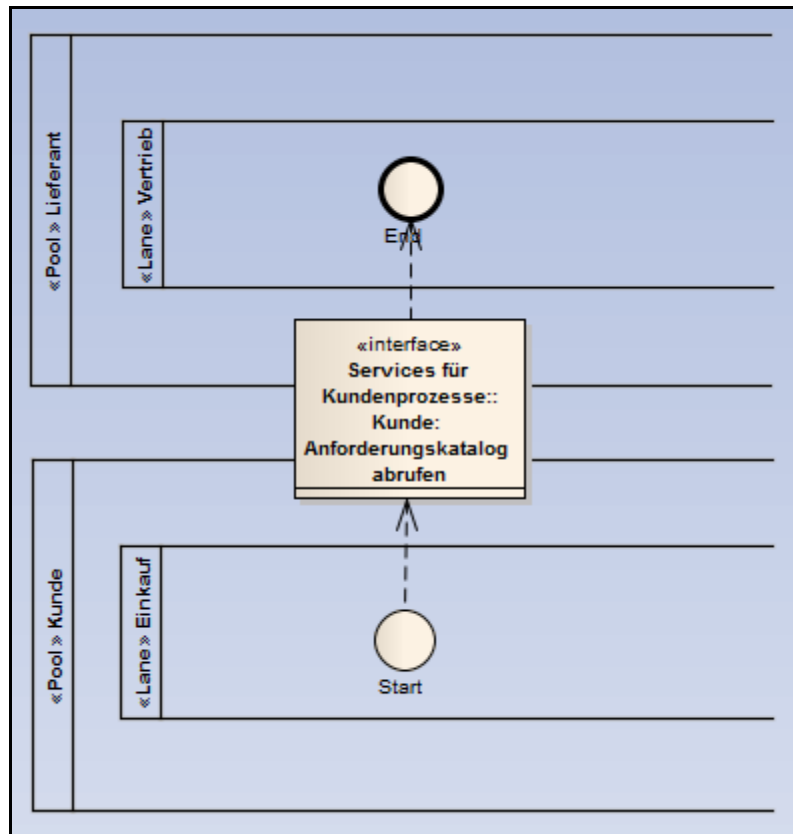 «Pool» Lieferant
«Lane» Vertrieb
End
«interface»
Services für
Kundenprozesse::
Kunde:
Anforderungskatalog
abrufen
«Pool» Kunde
«Lane» Einkauf
Start